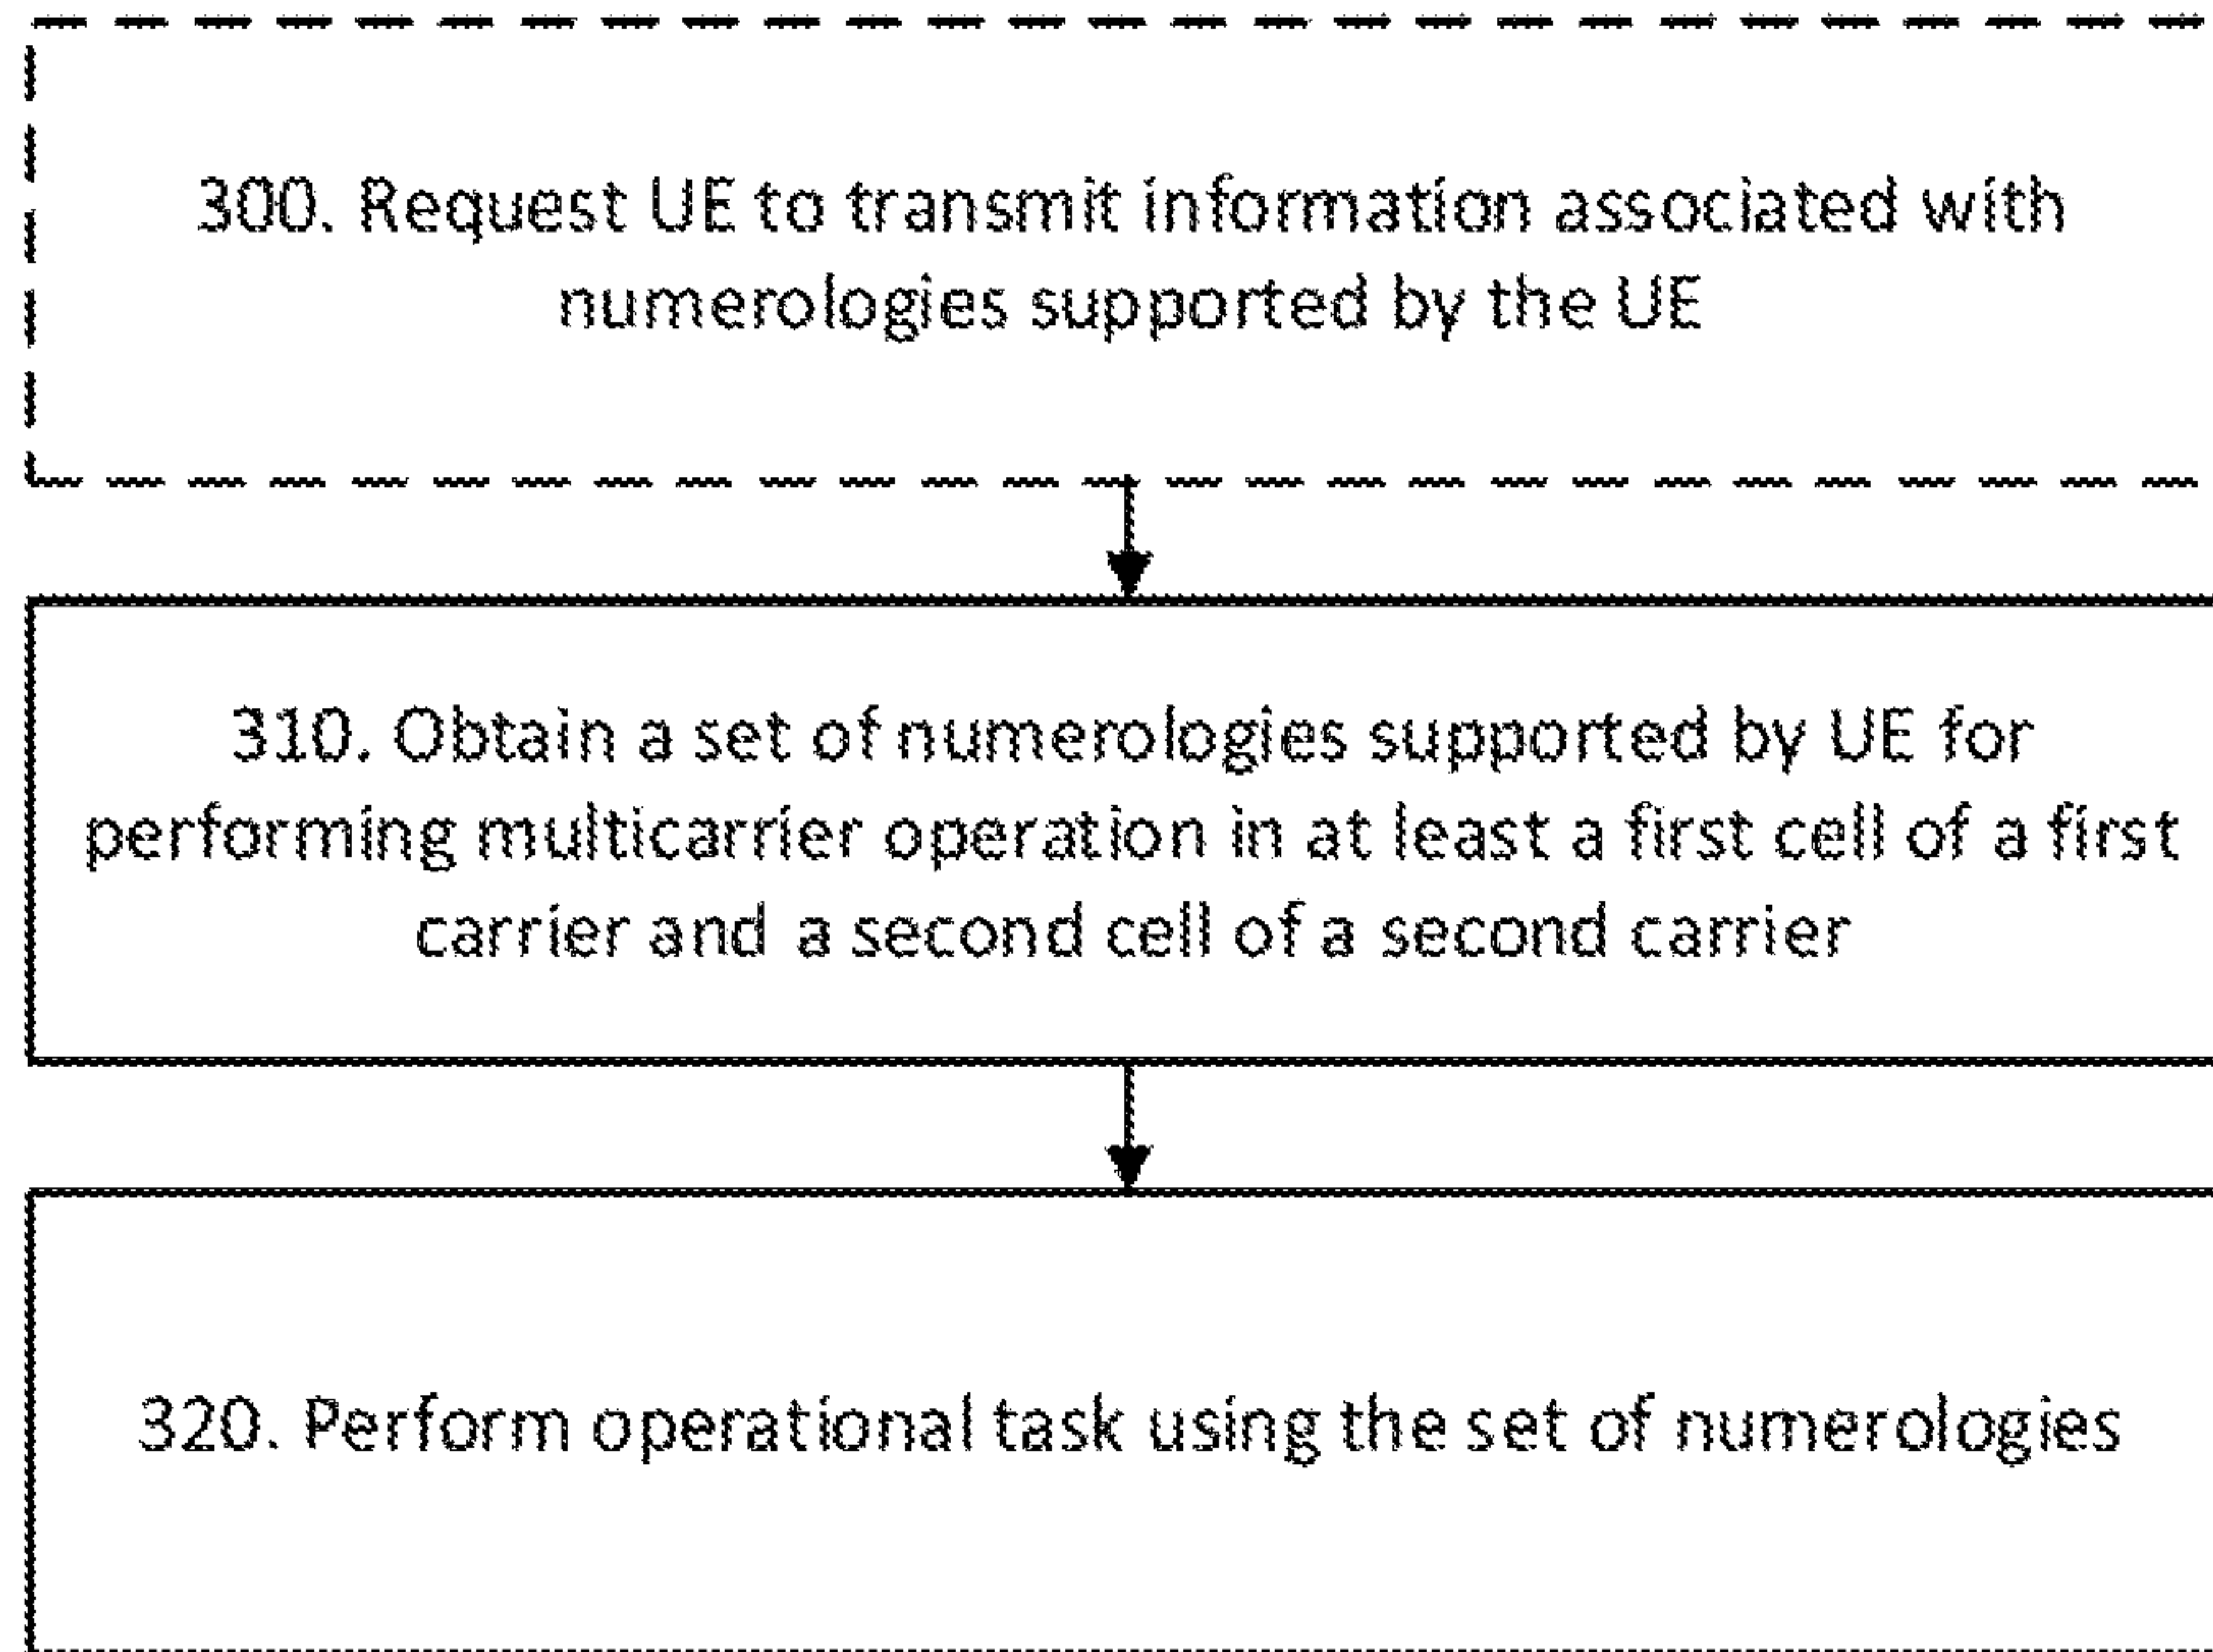 300. Request UE to transmit information associated with
numerologies supported by the UE
310. Obtain a set of numerologies supported by UE for
performing multicarrier operation in at least a first cell of a first
carrier and a second cell of a second carrier
320. Perform operational task using the set of numerologies